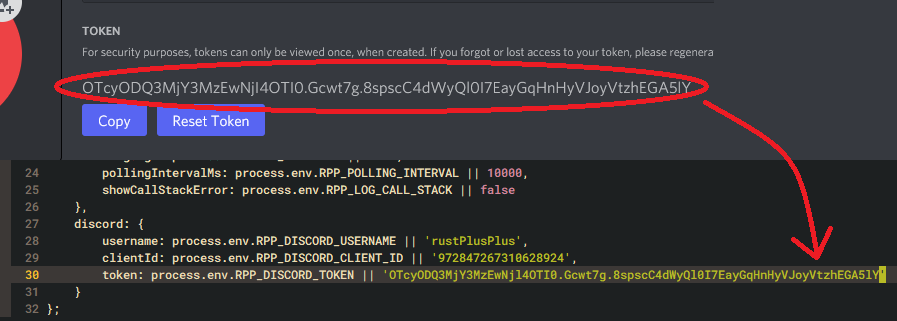 TOKEN
For security purposes, tokens can only be viewed once, when created. If you forgot or lost access to your token, please regenera
OTcyODQ3MjY3MzEwNjI4OTI0.Gcwt7g.8spscC4dWyQl0I7EayGqHnHyVJoyVtzhEGA5lY
Copy Reset Token
24 pollingIntervalMs: process.env.RPP_POLLING_INTERVAL || 10000,
25 showCallStackError: process.env.RPP_LOG_CALL_STACK || false
26 },
27 discord: {
28 username: process.env.RPP_DISCORD_USERNAME || 'rustPlusPlus',
29 clientId: process.env.RPP_DISCORD_CLIENT_ID || '972847267310628924',
30 token: process.env.RPP_DISCORD_TOKEN || 'OTcyODQ3MjY3MzEwNjI4OTI0.Gcwt7g.8spscC4dWyQl0I7EayGqHnHyVJoyVtzhEGA5lY'
31 }
32 };